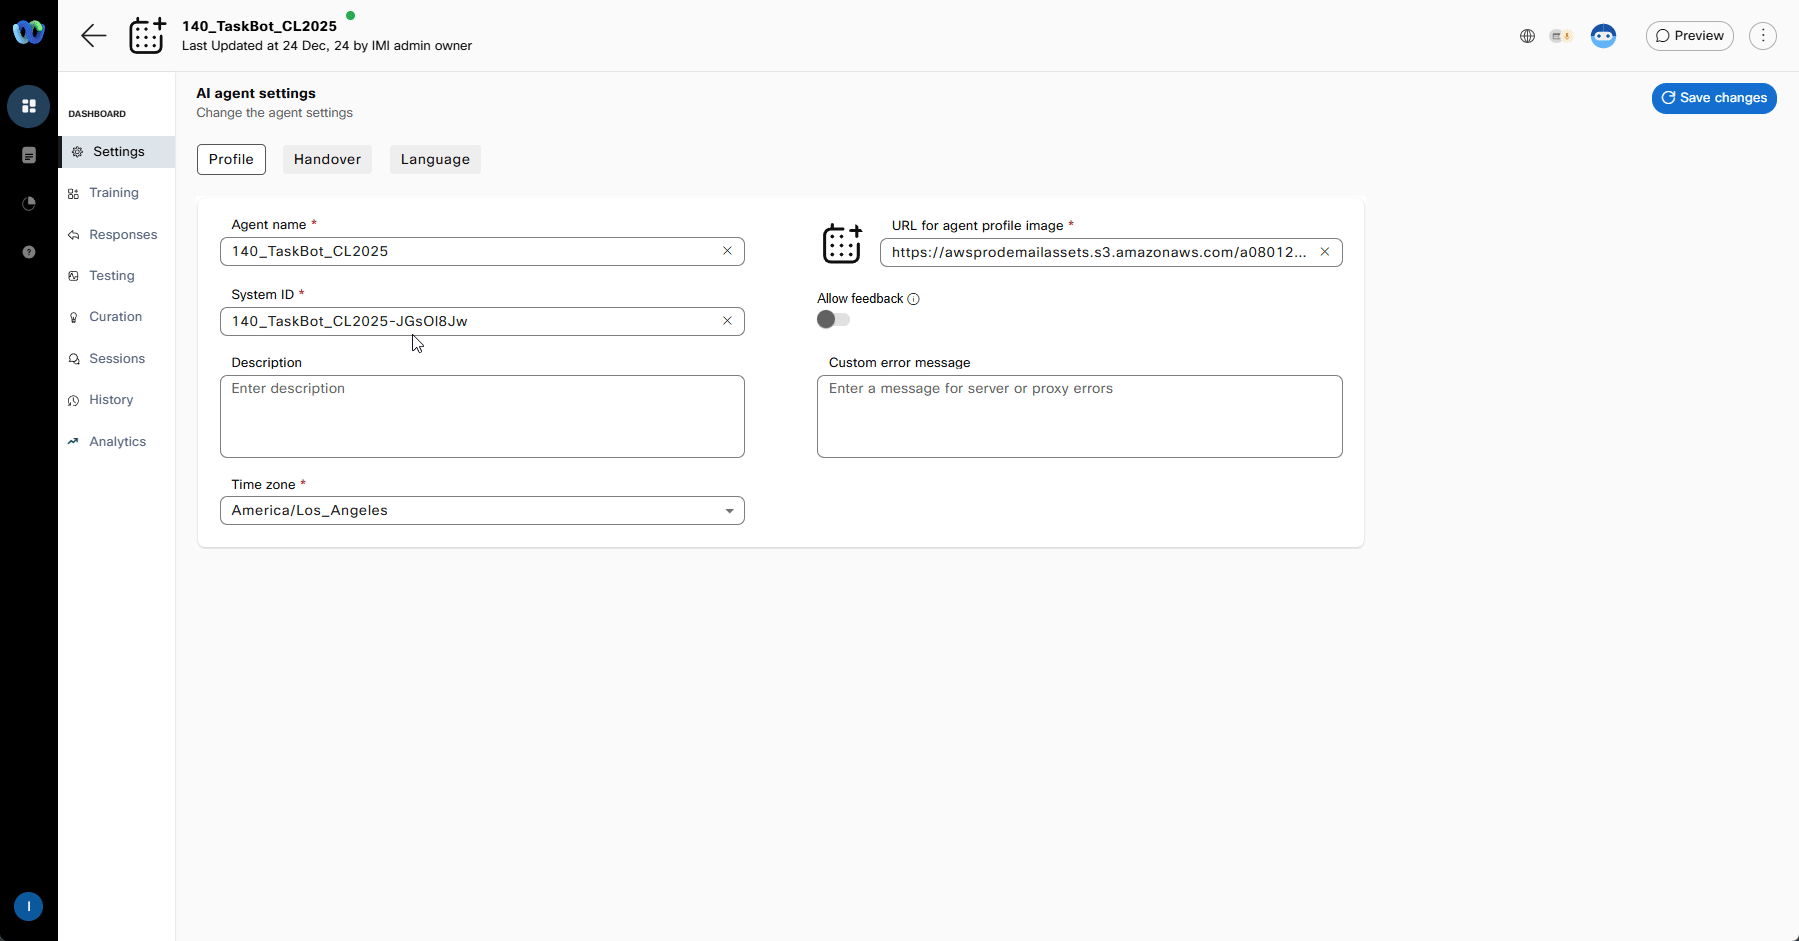 140_TaskBot_CL2025
Last Updated at 24 Dec, 24 by IMI admin owner
Preview
DASHBOARD
Settings
Training
Responses
Testing
Curation
Sessions
History
Analytics
I
AI agent settings
Change the agent settings
Save changes
Profile
Handover
Language
Agent name *
140_TaskBot_CL2025
URL for agent profile image *
https://awsprodemailassets.s3.amazonaws.com/a08012...
System ID *
140_TaskBot_CL2025-JGsOl8Jw
Allow feedback
Description
Enter description
Custom error message
Enter a message for server or proxy errors
Time zone *
America/Los_Angeles